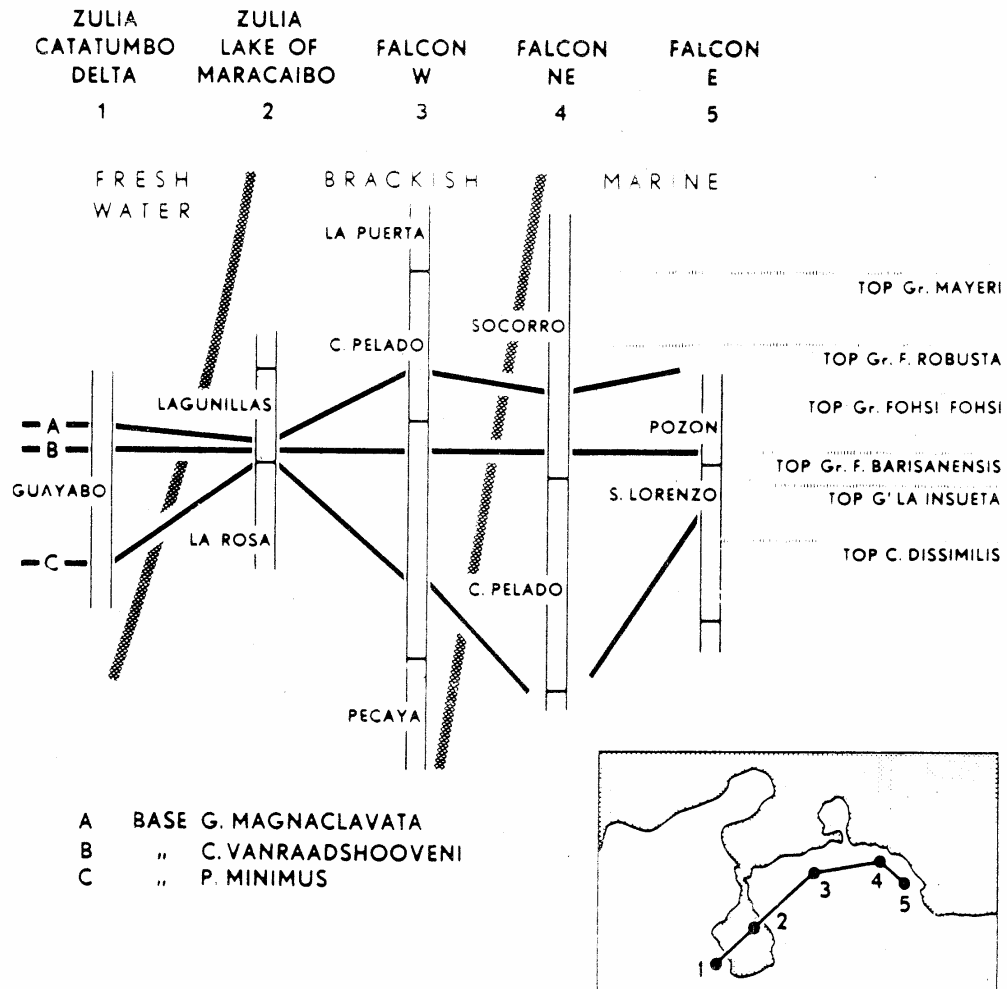 ZULIA
CATATUMBO
DELTA
1
ZULIA
LAKE OF
MARACAIBO
2
FALCON
W
3
FALCON
NE
4
FALCON
E
5
FRESH
WATER
BRACKISH
MARINE
LA PUERTA
TOP Gr. MAYERI
SOCORRO
C. PELADO
TOP Gr. F. ROBUSTA
LAGUNILLAS
TOP Gr. FOHSI FOHSI
A
POZON
B
TOP Gr. F. BARISANENSIS
GUAYABO
S. LORENZO
TOP G' LA INSUETA
LA ROSA
TOP C. DISSIMILIS
C
C. PELADO
PECAYA
A BASE G. MAGNACLAVATA
B „ C. VANRAADSHOOVENI
C „ P. MINIMUS
1
2
3
4
5